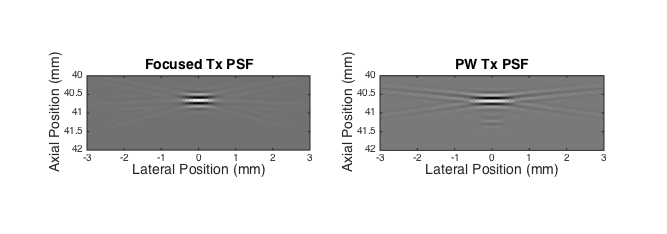 Focused Tx PSF
Axial Position (mm)
40
40.5
41
41.5
42
-3 -2 -1 0 1 2 3
Lateral Position (mm)
PW Tx PSF
Axial Position (mm)
40
40.5
41
41.5
42
-3 -2 -1 0 1 2 3
Lateral Position (mm)